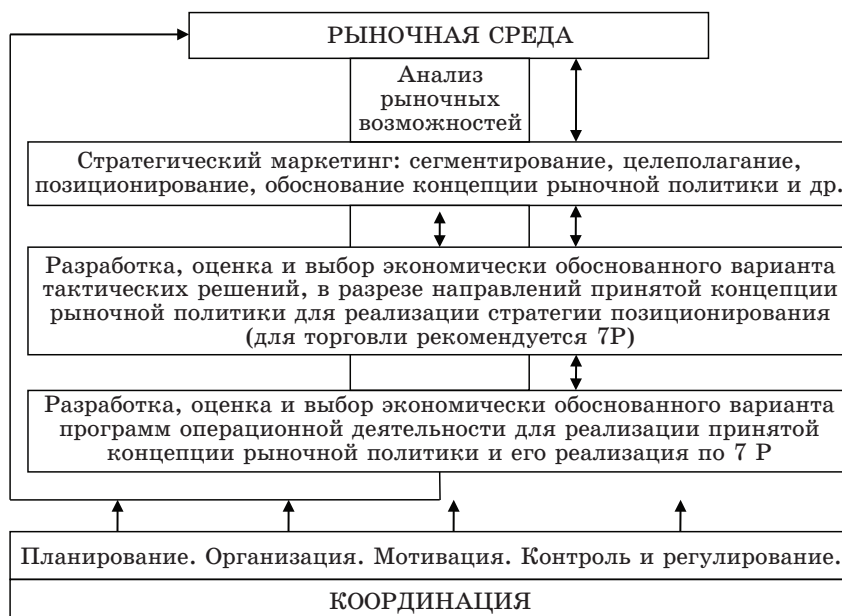 РЫНОЧНАЯ СРЕДА
Анализ
рыночных
возможностей
Стратегический маркетинг: сегментирование, целеполагание,
позиционирование, обоснование концепции рыночной политики и др.
Разработка, оценка и выбор экономически обоснованного варианта
тактических решений, в разрезе направлений принятой концепции
рыночной политики для реализации стратегии позиционирования
(для торговли рекомендуется 7Р)
Разработка, оценка и выбор экономически обоснованного варианта
программ операционной деятельности для реализации принятой
концепции рыночной политики и его реализация по 7 Р
Планирование. Организация. Мотивация. Контроль и регулирование.
КООРДИНАЦИЯ